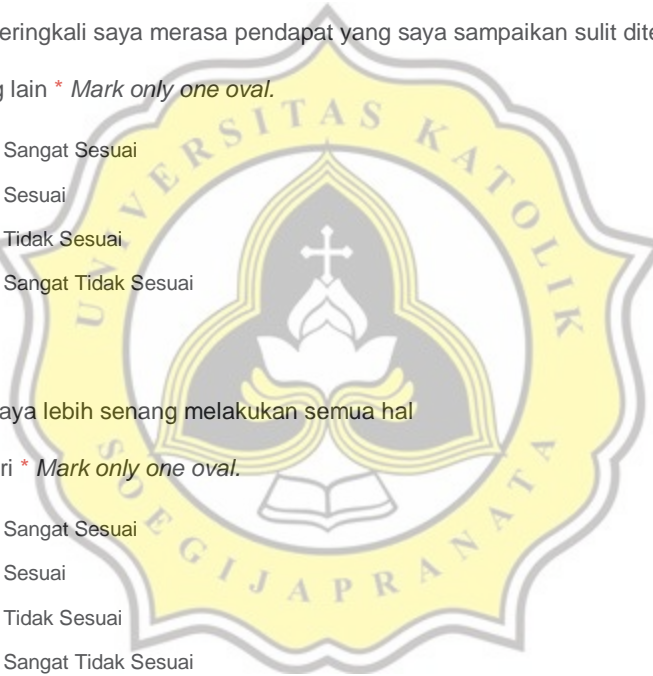 eringkali saya merasa pendapat yang saya sampaikan sulit dite
g lain * Mark only one oval.
Sangat Sesuai
Sesuai
Tidak Sesuai
Sangat Tidak Sesuai
UNIVERSITAS KATOLIK
SOEGIJAPRANATA
aya lebih senang melakukan semua hal
ri * Mark only one oval.
Sangat Sesuai
Sesuai
Tidak Sesuai
Sangat Tidak Sesuai